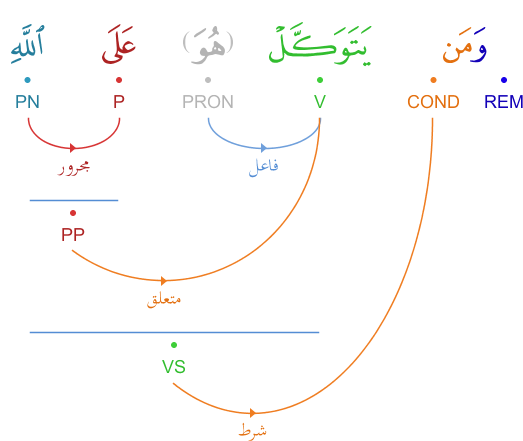 وَمَن يَتَوَكَّلْ (هُوَ) عَلَى ٱللَّهِ
REM COND V PRON P PN
فاعل
مجرور
PP
متعلق
VS
شرط